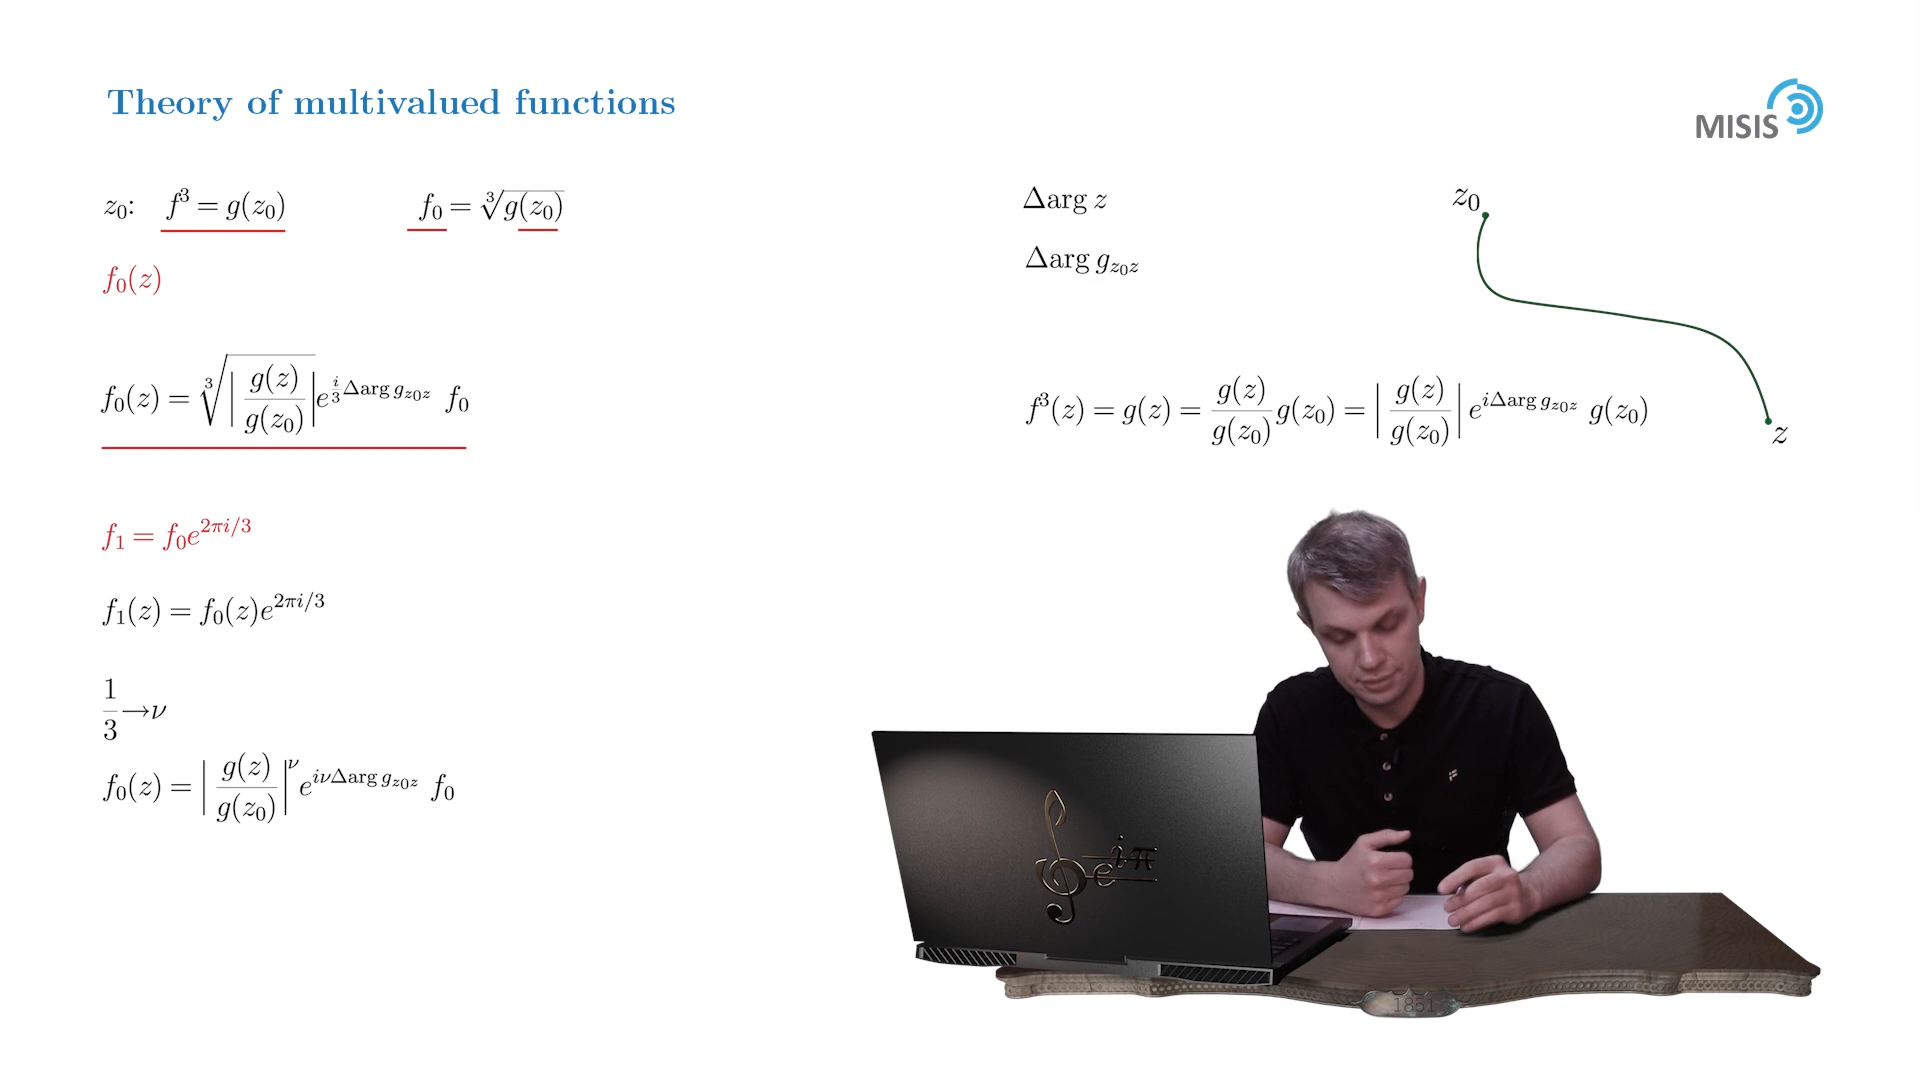 Theory of multivalued functions
MISIS
z₀: f³ = g(z₀) f₀ = ∛g(z₀)
f₀(z)
f₀(z) = ∛|g(z)/g(z₀)| e^{i/3 Δarg g_{z₀z}} f₀
f₁ = f₀e^{2πi/3}
f₁(z) = f₀(z)e^{2πi/3}
1/3 → ν
f₀(z) = |g(z)/g(z₀)|^ν e^{iνΔarg g_{z₀z}} f₀
Δarg z
Δarg g_{z₀z}
z₀
f³(z) = g(z) = g(z)/g(z₀) g(z₀) = |g(z)/g(z₀)| e^{iΔarg g_{z₀z}} g(z₀)
z
e^{iπ}
1851